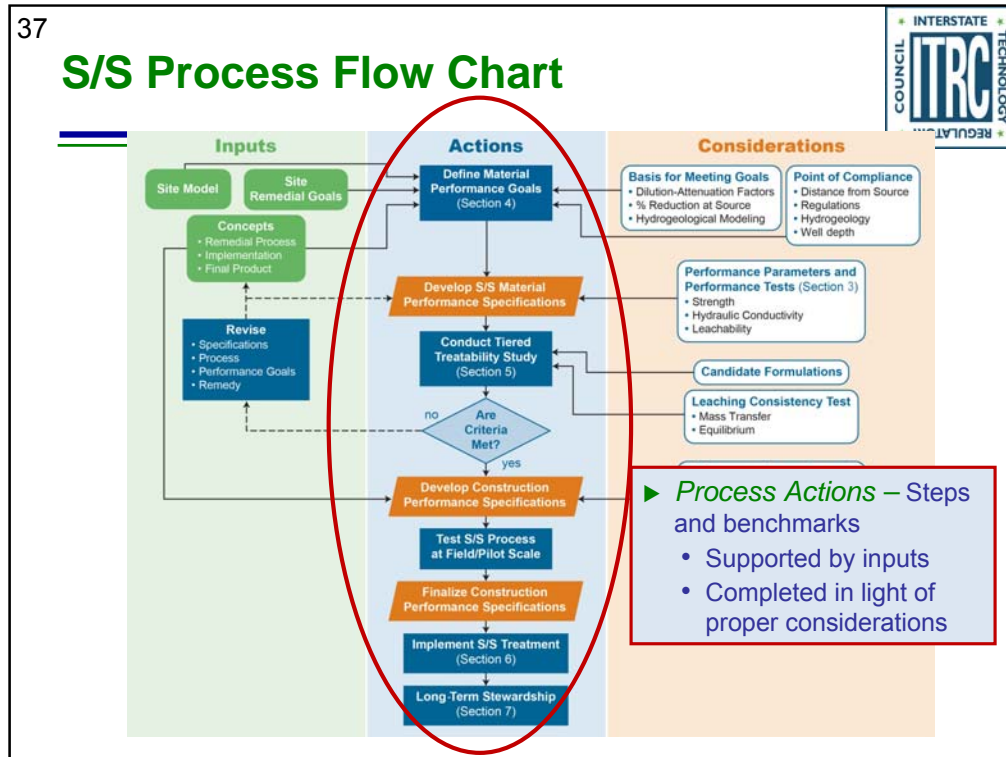 37
S/S Process Flow Chart
INTERSTATE
COUNCIL
ITRC
TECHNOLOGY
REGULATORY
Inputs
Actions
Considerations
Site Model
Site
Remedial Goals
Concepts
• Remedial Process
• Implementation
• Final Product
Revise
• Specifications
• Process
• Performance Goals
• Remedy
Define Material
Performance Goals
(Section 4)
Develop S/S Material
Performance Specifications
Conduct Tiered
Treatability Study
(Section 5)
no
Are
Criteria
Met?
yes
Develop Construction
Performance Specifications
Test S/S Process
at Field/Pilot Scale
Finalize Construction
Performance Specifications
Implement S/S Treatment
(Section 6)
Long-Term Stewardship
(Section 7)
Basis for Meeting Goals
• Dilution-Attenuation Factors
• % Reduction at Source
• Hydrogeological Modeling
Point of Compliance
• Distance from Source
• Regulations
• Hydrogeology
• Well depth
Performance Parameters and
Performance Tests (Section 3)
• Strength
• Hydraulic Conductivity
• Leachability
Candidate Formulations
Leaching Consistency Test
• Mass Transfer
• Equilibrium
Process Actions – Steps
and benchmarks
• Supported by inputs
• Completed in light of
proper considerations